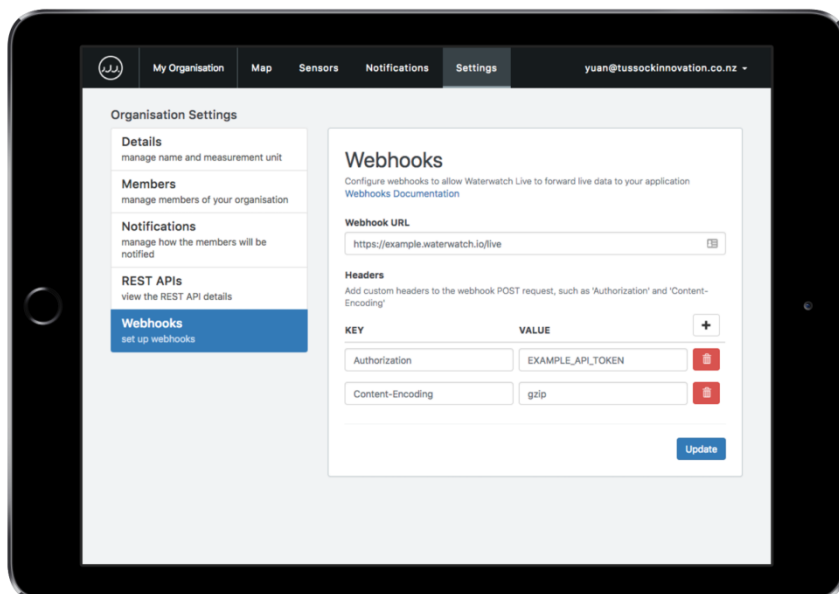 My Organisation Map Sensors Notifications Settings yuan@tussockinnovation.co.nz
Organisation Settings
Details
manage name and measurement unit
Members
manage members of your organisation
Notifications
manage how the members will be
notified
REST APIs
view the REST API details
Webhooks
set up webhooks
Webhooks
Configure webhooks to allow Waterwatch Live to forward live data to your application
Webhooks Documentation
Webhook URL
https://example.waterwatch.io/live
Headers
Add custom headers to the webhook POST request, such as 'Authorization' and 'Content-
Encoding'
KEY VALUE +
Authorization EXAMPLE_API_TOKEN
Content-Encoding gzip
Update